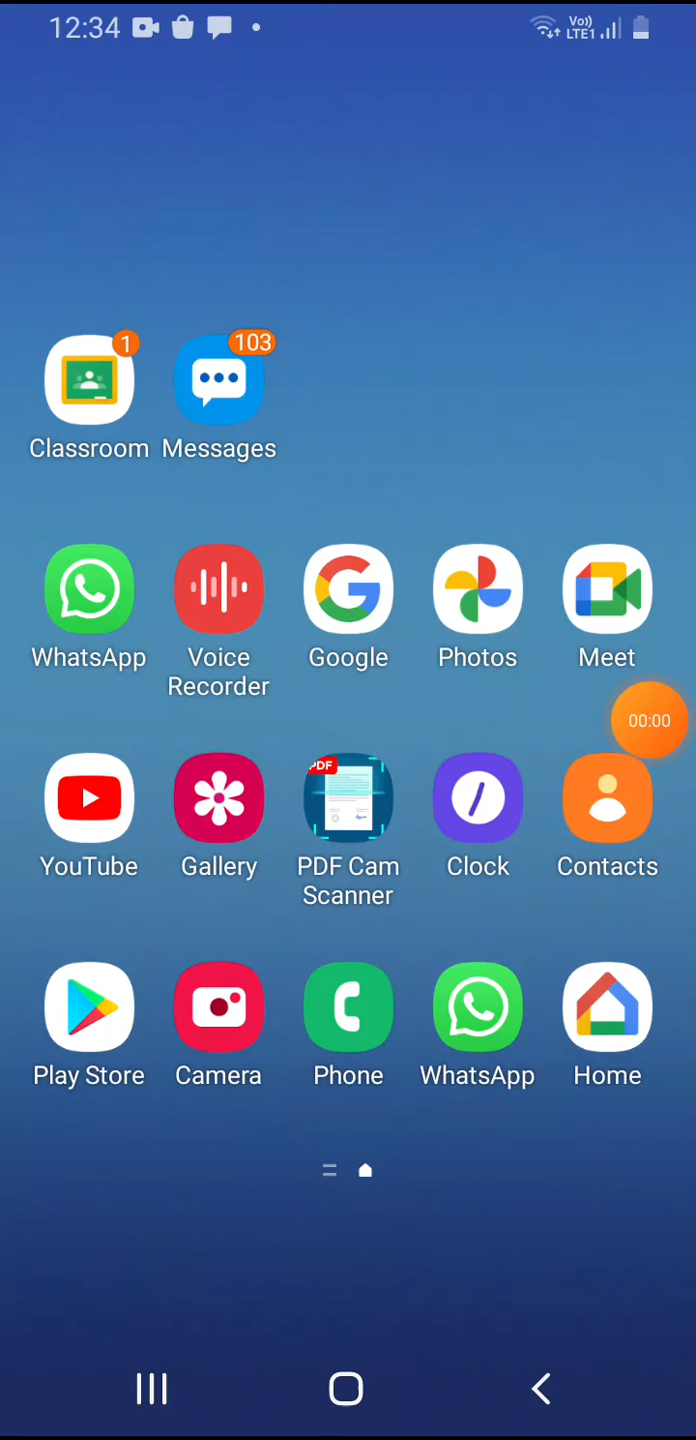 12:34
Vo)) LTE1
1
103
Classroom Messages
WhatsApp Voice Recorder Google Photos Meet
00:00
PDF
YouTube Gallery PDF Cam Scanner Clock Contacts
Play Store Camera Phone WhatsApp Home